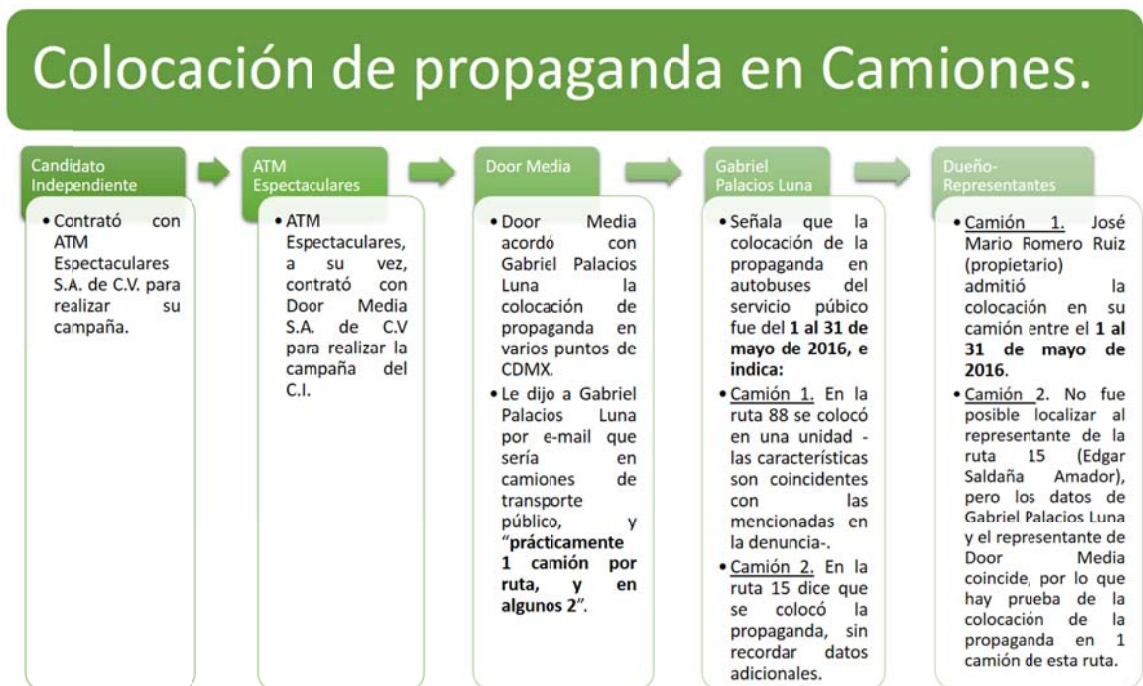 Colocación de propaganda en Camiones.
Candidato
Independiente
• Contrató con
ATM
Espectaculares
S.A. de C.V. para
realizar su
campaña.
ATM
Espectaculares
• ATM
Espectaculares,
a su vez,
contrató con
Door Media
S.A. de C.V
para realizar la
campaña del
C.I.
Door Media
• Door Media
acordó con
Gabriel Palacios
Luna la
colocación de
propaganda en
varios puntos de
CDMX.
• Le dijo a Gabriel
Palacios Luna
por e-mail que
sería en
camiones de
transporte
público, y
“prácticamente
1 camión por
ruta, y en
algunos 2”.
Gabriel
Palacios Luna
• Señala que la
colocación de la
propaganda en
autobuses del
servicio púbico
fue del 1 al 31 de
mayo de 2016, e
indica:
• Camión 1. En la
ruta 88 se colocó
en una unidad -
las características
son coincidentes
con las
mencionadas en
la denuncia-.
• Camión 2. En la
ruta 15 dice que
se colocó la
propaganda, sin
recordar datos
adicionales.
Dueño-
Representantes
• Camión 1. José
Mario Romero Ruiz
(propietario)
admitió la
colocación en su
camión entre el 1 al
31 de mayo de
2016.
• Camión 2. No fue
posible localizar al
representante de la
ruta 15 (Edgar
Saldaña Amador),
pero los datos de
Gabriel Palacios Luna
y el representante de
Door Media
coincide, por lo que
hay prueba de la
colocación de la
propaganda en 1
camión de esta ruta.